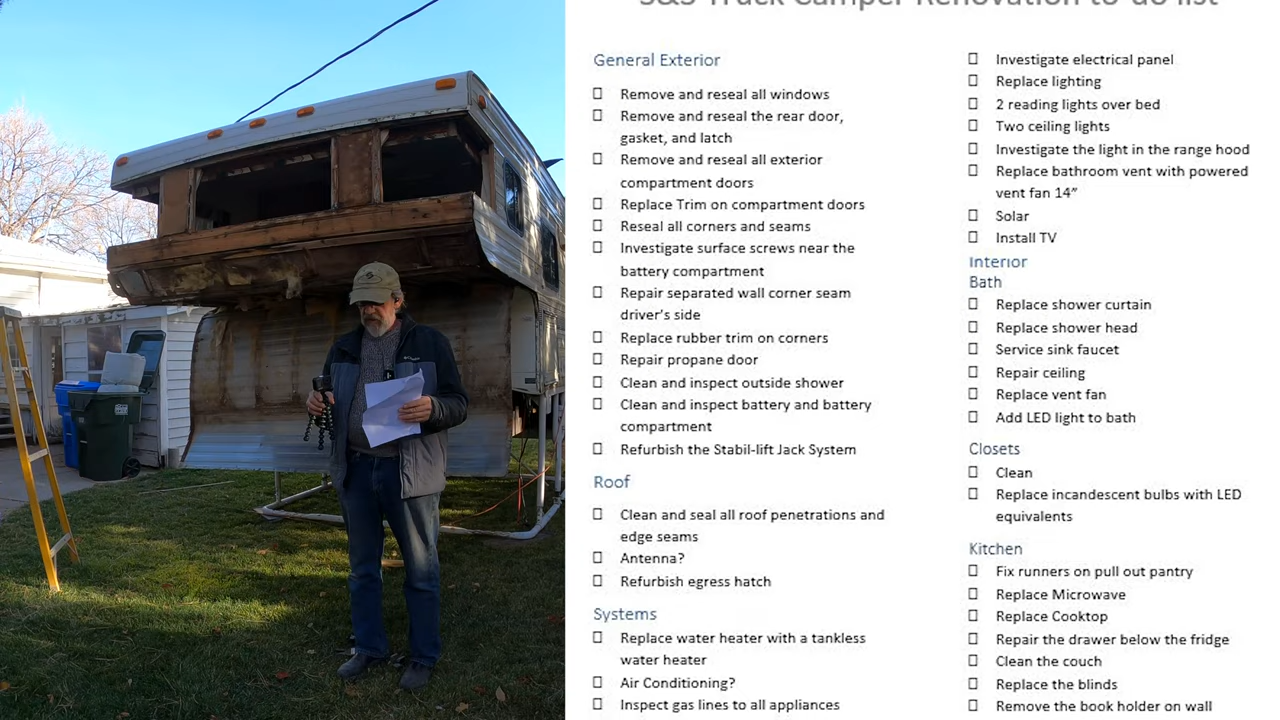 S&S Truck Camper Renovation to-do list
General Exterior
Remove and reseal all windows
Remove and reseal the rear door,
gasket, and latch
Remove and reseal all exterior
compartment doors
Replace Trim on compartment doors
Reseal all corners and seams
Investigate surface screws near the
battery compartment
Repair separated wall corner seam
driver's side
Replace rubber trim on corners
Repair propane door
Clean and inspect outside shower
Clean and inspect battery and battery
compartment
Refurbish the Stabil-lift Jack System
Roof
Clean and seal all roof penetrations and
edge seams
Antenna?
Refurbish egress hatch
Systems
Replace water heater with a tankless
water heater
Air Conditioning?
Inspect gas lines to all appliances
Investigate electrical panel
Replace lighting
2 reading lights over bed
Two ceiling lights
Investigate the light in the range hood
Replace bathroom vent with powered
vent fan 14”
Solar
Install TV
Interior
Bath
Replace shower curtain
Replace shower head
Service sink faucet
Repair ceiling
Replace vent fan
Add LED light to bath
Closets
Clean
Replace incandescent bulbs with LED
equivalents
Kitchen
Fix runners on pull out pantry
Replace Microwave
Replace Cooktop
Repair the drawer below the fridge
Clean the couch
Replace the blinds
Remove the book holder on wall